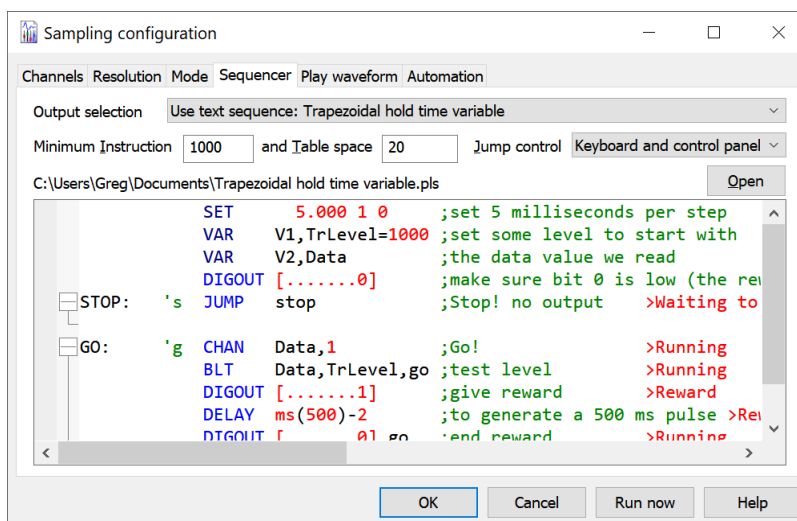 Sampling configuration
Channels Resolution Mode Sequencer Play waveform Automation
Output selection Use text sequence: Trapezoidal hold time variable
Minimum Instruction 1000 and Table space 20 Jump control Keyboard and control panel
C:\Users\Greg\Documents\Trapezoidal hold time variable.pls Open
SET 5.000 1 0 ;set 5 milliseconds per step
VAR V1,TrLevel=1000 ;set some level to start with
VAR V2,Data ;the data value we read
DIGOUT [.......0] ;make sure bit 0 is low (the rew
STOP: 's JUMP stop ;Stop! no output >Waiting to
GO: 'g CHAN Data,1 ;Go! >Running
BLT Data,TrLevel,go ;test level >Running
DIGOUT [.......1] ;give reward >Reward
DELAY ms(500)-2 ;to generate a 500 ms pulse >Rew
DIGOUT [.......0] go ;end reward >Running
OK Cancel Run now Help